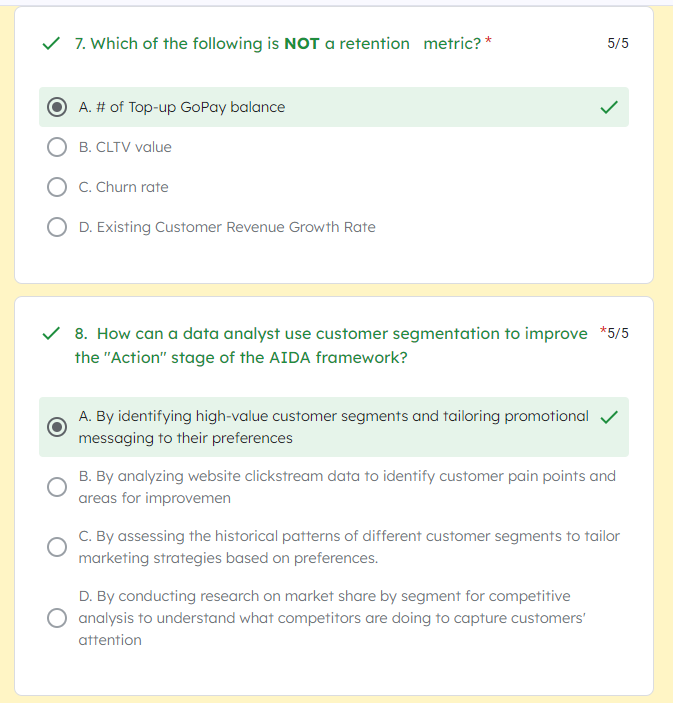 7. Which of the following is NOT a retention metric? *
5/5
A. # of Top-up GoPay balance
B. CLTV value
C. Churn rate
D. Existing Customer Revenue Growth Rate
8. How can a data analyst use customer segmentation to improve *5/5
the "Action" stage of the AIDA framework?
A. By identifying high-value customer segments and tailoring promotional
messaging to their preferences
B. By analyzing website clickstream data to identify customer pain points and
areas for improvemen
C. By assessing the historical patterns of different customer segments to tailor
marketing strategies based on preferences.
D. By conducting research on market share by segment for competitive
analysis to understand what competitors are doing to capture customers'
attention